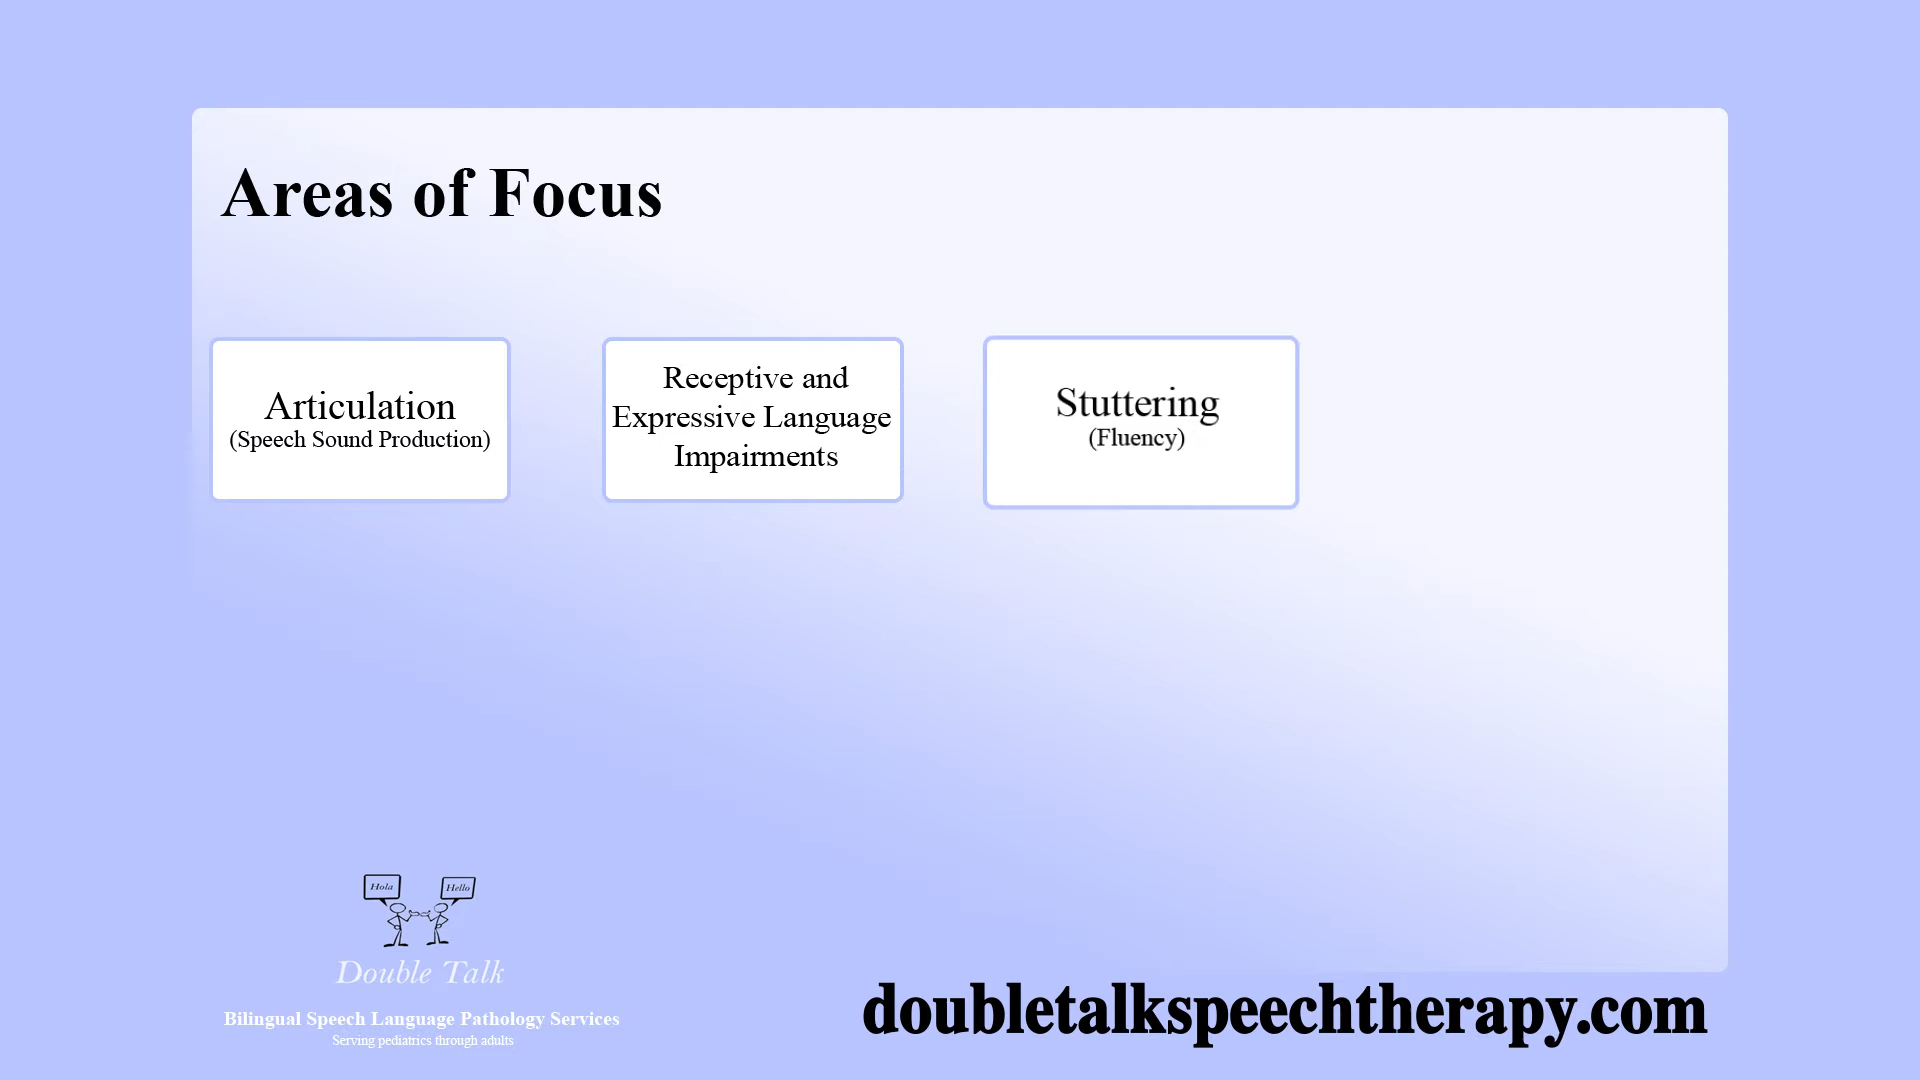 Areas of Focus
Articulation
(Speech Sound Production)
Receptive and
Expressive Language
Impairments
Stuttering
(Fluency)
Hola
Hello
Double Talk
Bilingual Speech Language Pathology Services
Serving pediatrics through adults
doubletalkspeechtherapy.com